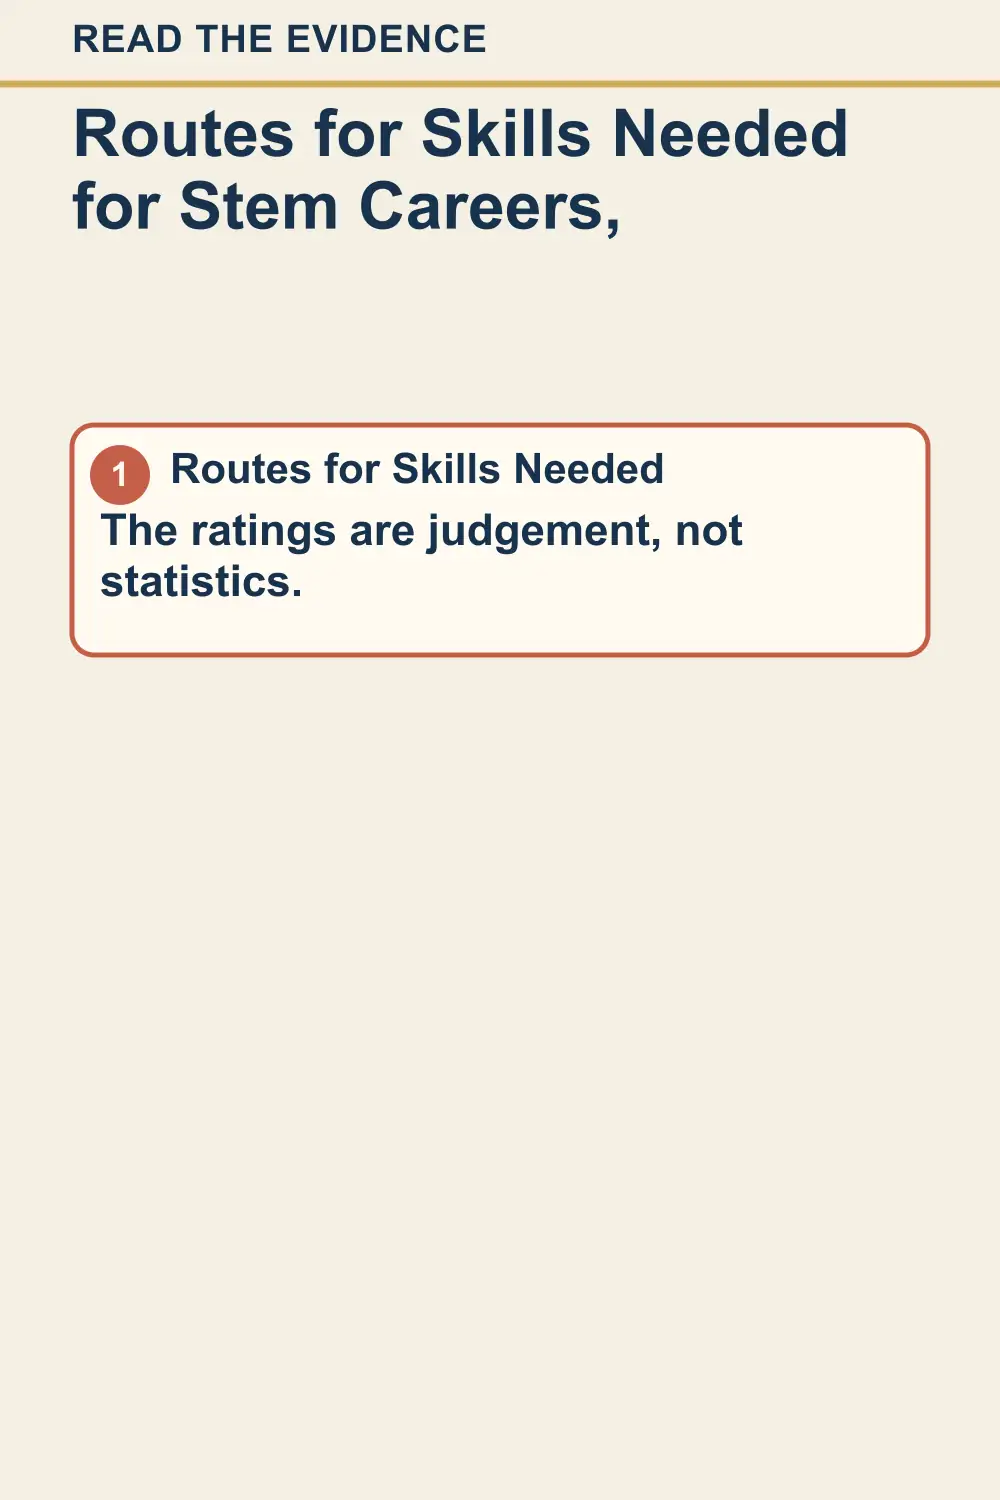 READ THE EVIDENCE
Routes for Skills Needed
for Stem Careers,
1 Routes for Skills Needed
The ratings are judgement, not
statistics.